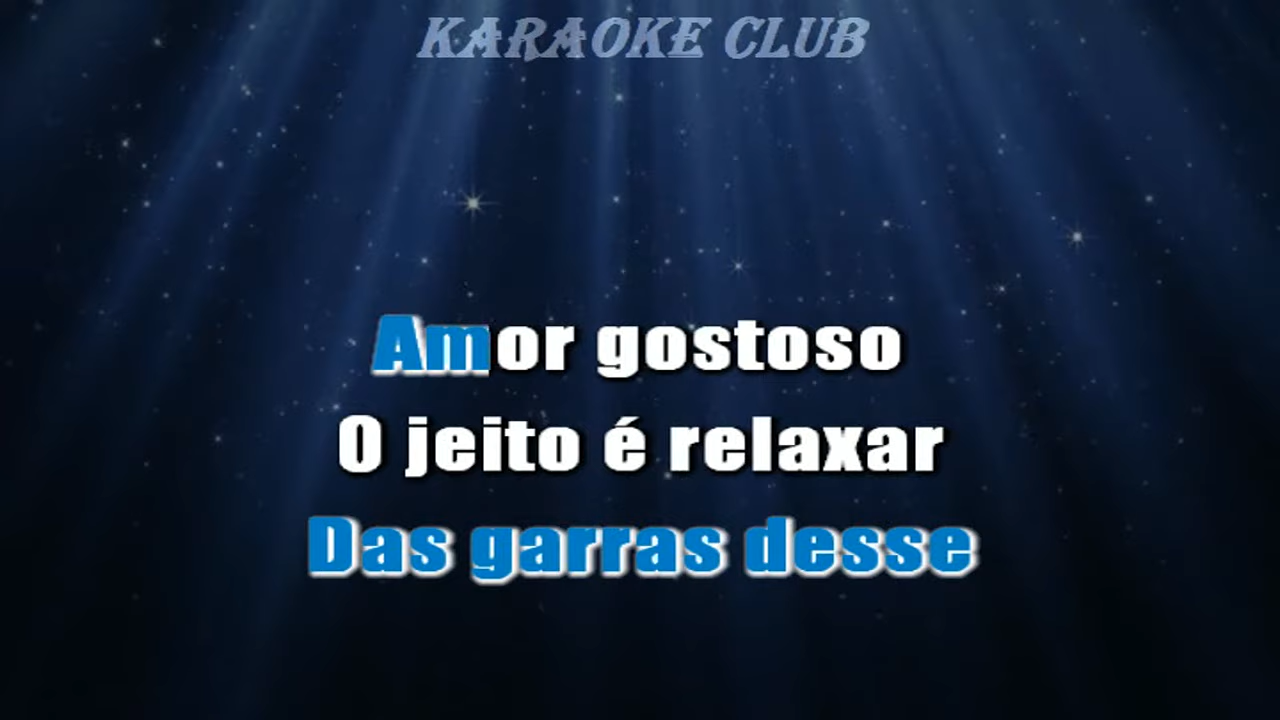 KARAOKE CLUB
Amor gostoso
O jeito é relaxar
Das garras desse